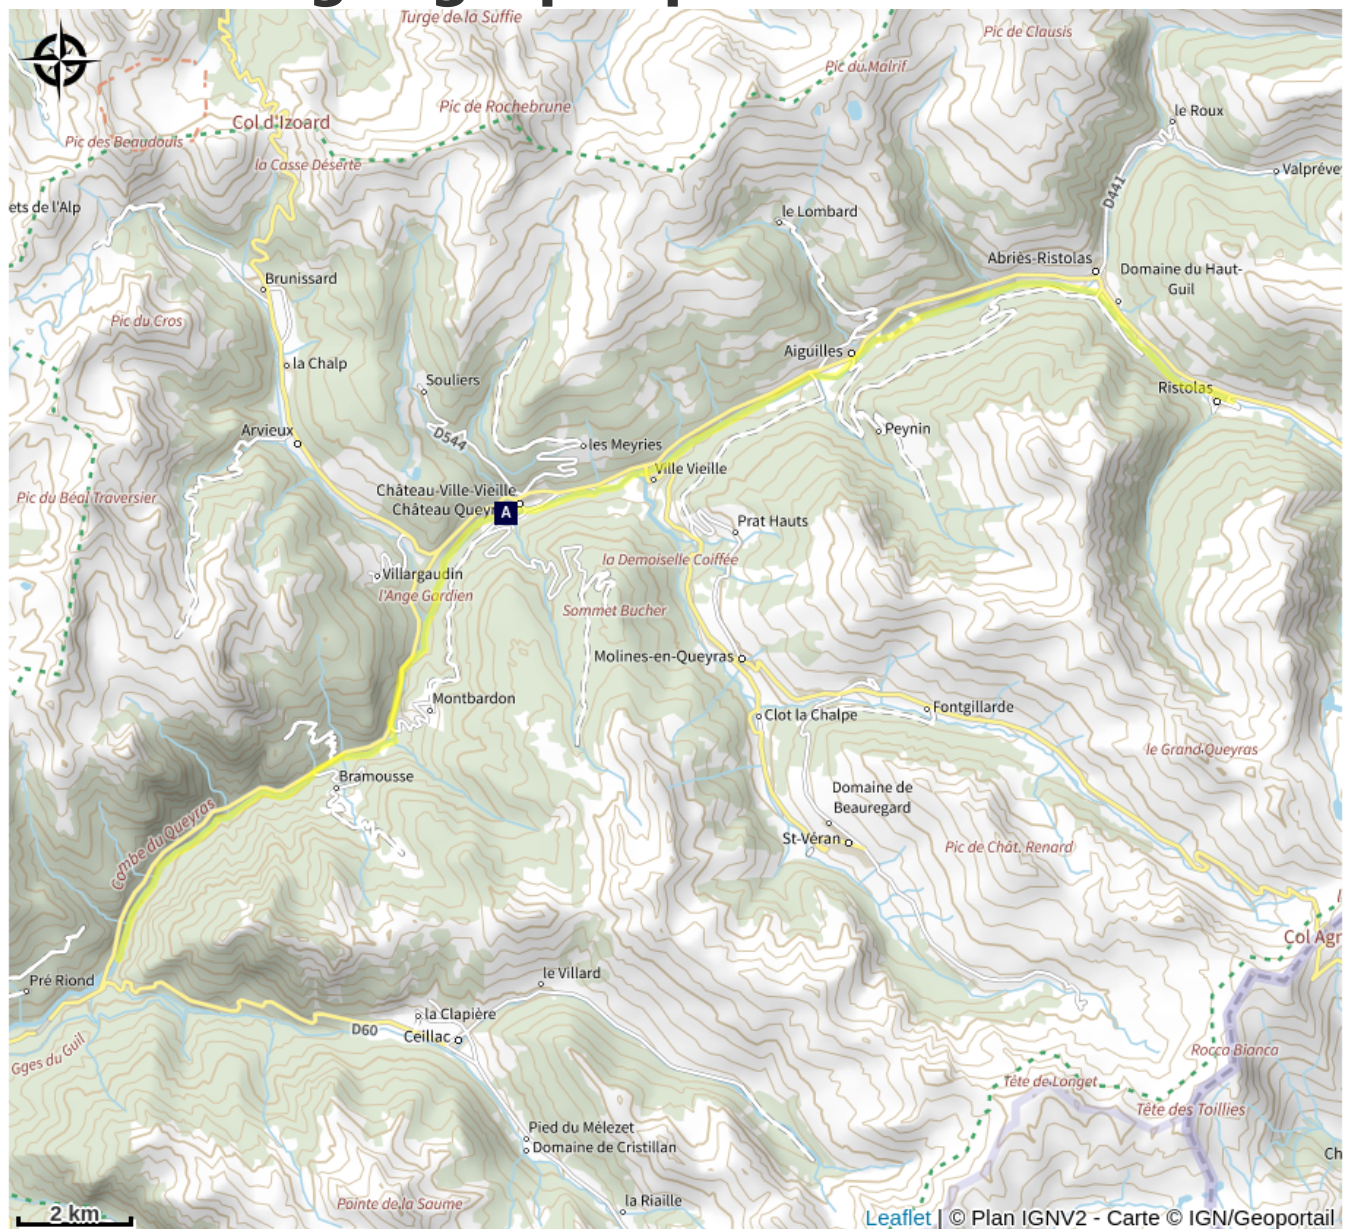 Turge de la Suffie
Pic de Clausis
Pic du Malrif
Pic de Rochebrune
le Roux
Col d'Izoard
Pic des Beaudouis
la Casse Déserte
Valpréve
D441
ets de l'Alp
le Lombard
Abriès-Ristolas
Domaine du Haut-
Guil
Brunissard
Pic du Cros
la Chalp
Aiguilles
Souliers
Ristolas
Arvieux
D544
les Meyries
Peynin
Ville Vieille
Pic du Béal Traversier
Château-Ville-Vieille
Château Quey
A
Prat Hauts
la Demoiselle Coiffée
Villargaudin
l'Ange Gardien
Sommet Bucher
Molines-en-Queyras
Montbardon
Clot la Chalpe
Fontgillarde
le Grand Queyras
Bramousse
Domaine de
Beauregard
Combe du Queyras
St-Véran
Pic de Chât. Renard
Col Agn
Pré Riond
le Villard
la Clapière
D60
Ceillac
Gges du Guil
Rocca Bianca
Tête de Longet
Tête des Toillies
Pied du Mélezet
Domaine de Cristillan
Ch
Pointe de la Saume
la Riaille
2 km
Leaflet | © Plan IGNV2 - Carte © IGN/Geoportail